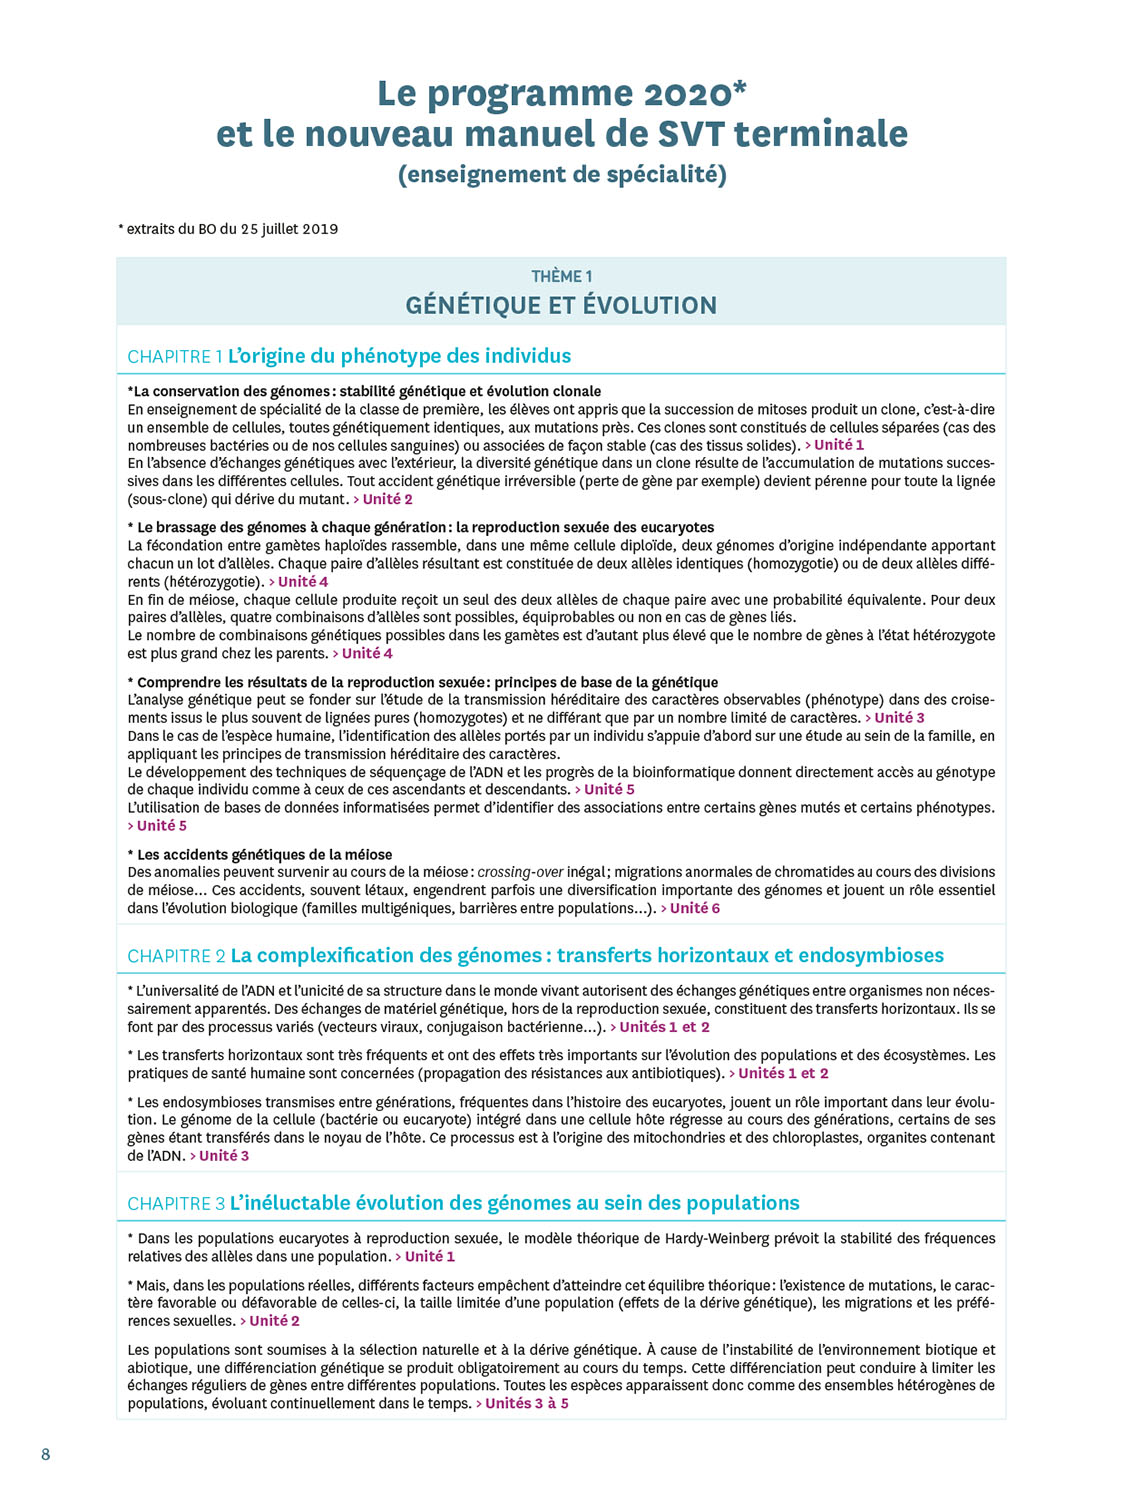 Le programme 2020*
et le nouveau manuel de SVT terminale
(enseignement de spécialité)
* extraits du BO du 25 juillet 2019
THÈME 1
GÉNÉTIQUE ET ÉVOLUTION
CHAPITRE 1 L’origine du phénotype des individus
*La conservation des génomes : stabilité génétique et évolution clonale
En enseignement de spécialité de la classe de première, les élèves ont appris que la succession de mitoses produit un clone, c’est-à-dire
un ensemble de cellules, toutes génétiquement identiques, aux mutations près. Ces clones sont constitués de cellules séparées (cas des
nombreuses bactéries ou de nos cellules sanguines) ou associées de façon stable (cas des tissus solides). > Unité 1
En l’absence d’échanges génétiques avec l’extérieur, la diversité génétique dans un clone résulte de l’accumulation de mutations succes-
sives dans les différentes cellules. Tout accident génétique irréversible (perte de gène par exemple) devient pérenne pour toute la lignée
(sous-clone) qui dérive du mutant. > Unité 2
* Le brassage des génomes à chaque génération : la reproduction sexuée des eucaryotes
La fécondation entre gamètes haploïdes rassemble, dans une même cellule diploïde, deux génomes d’origine indépendante apportant
chacun un lot d’allèles. Chaque paire d’allèles résultant est constituée de deux allèles identiques (homozygotie) ou de deux allèles diffé-
rents (hétérozygotie). > Unité 4
En fin de méiose, chaque cellule produite reçoit un seul des deux allèles de chaque paire avec une probabilité équivalente. Pour deux
paires d’allèles, quatre combinaisons d’allèles sont possibles, équiprobables ou non en cas de gènes liés.
Le nombre de combinaisons génétiques possibles dans les gamètes est d’autant plus élevé que le nombre de gènes à l’état hétérozygote
est plus grand chez les parents. > Unité 4
* Comprendre les résultats de la reproduction sexuée : principes de base de la génétique
L’analyse génétique peut se fonder sur l’étude de la transmission héréditaire des caractères observables (phénotype) dans des croise-
ments issus le plus souvent de lignées pures (homozygotes) et ne différant que par un nombre limité de caractères. > Unité 3
Dans le cas de l’espèce humaine, l’identification des allèles portés par un individu s’appuie d’abord sur une étude au sein de la famille, en
appliquant les principes de transmission héréditaire des caractères.
Le développement des techniques de séquençage de l’ADN et les progrès de la bioinformatique donnent directement accès au génotype
de chaque individu comme à ceux de ces ascendants et descendants. > Unité 5
L’utilisation de bases de données informatisées permet d’identifier des associations entre certains gènes mutés et certains phénotypes.
> Unité 5
* Les accidents génétiques de la méiose
Des anomalies peuvent survenir au cours de la méiose : crossing-over inégal ; migrations anormales de chromatides au cours des divisions
de méiose… Ces accidents, souvent létaux, engendrent parfois une diversification importante des génomes et jouent un rôle essentiel
dans l’évolution biologique (familles multigéniques, barrières entre populations…). > Unité 6
CHAPITRE 2 La complexification des génomes : transferts horizontaux et endosymbioses
* L’universalité de l’ADN et l’unicité de sa structure dans le monde vivant autorisent des échanges génétiques entre organismes non néces-
sairement apparentés. Des échanges de matériel génétique, hors de la reproduction sexuée, constituent des transferts horizontaux. Ils se
font par des processus variés (vecteurs viraux, conjugaison bactérienne…). > Unités 1 et 2
* Les transferts horizontaux sont très fréquents et ont des effets très importants sur l’évolution des populations et des écosystèmes. Les
pratiques de santé humaine sont concernées (propagation des résistances aux antibiotiques). > Unités 1 et 2
* Les endosymbioses transmises entre générations, fréquentes dans l’histoire des eucaryotes, jouent un rôle important dans leur évolu-
tion. Le génome de la cellule (bactérie ou eucaryote) intégré dans une cellule hôte régresse au cours des générations, certains de ses
gènes étant transférés dans le noyau de l’hôte. Ce processus est à l’origine des mitochondries et des chloroplastes, organites contenant
de l’ADN. > Unité 3
CHAPITRE 3 L’inéluctable évolution des génomes au sein des populations
* Dans les populations eucaryotes à reproduction sexuée, le modèle théorique de Hardy-Weinberg prévoit la stabilité des fréquences
relatives des allèles dans une population. > Unité 1
* Mais, dans les populations réelles, différents facteurs empêchent d’atteindre cet équilibre théorique : l’existence de mutations, le carac-
tère favorable ou défavorable de celles-ci, la taille limitée d’une population (effets de la dérive génétique), les migrations et les préfé-
rences sexuelles. > Unité 2
Les populations sont soumises à la sélection naturelle et à la dérive génétique. À cause de l’instabilité de l’environnement biotique et
abiotique, une différenciation génétique se produit obligatoirement au cours du temps. Cette différenciation peut conduire à limiter les
échanges réguliers de gènes entre différentes populations. Toutes les espèces apparaissent donc comme des ensembles hétérogènes de
populations, évoluant continuellement dans le temps. > Unités 3 à 5
8